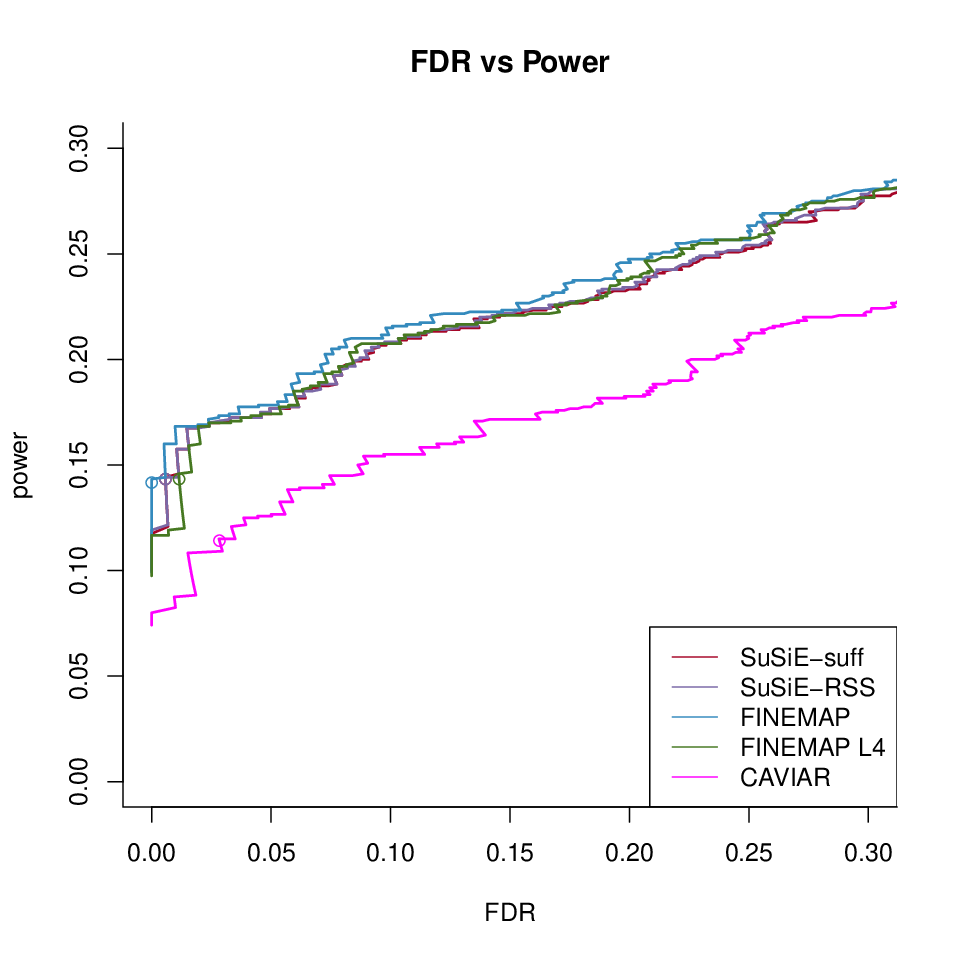 FDR vs Power
power
0.30
0.25
0.20
0.15
0.10
0.05
0.00
SuSiE−suff
SuSiE−RSS
FINEMAP
FINEMAP L4
CAVIAR
0.00 0.05 0.10 0.15 0.20 0.25 0.30
FDR